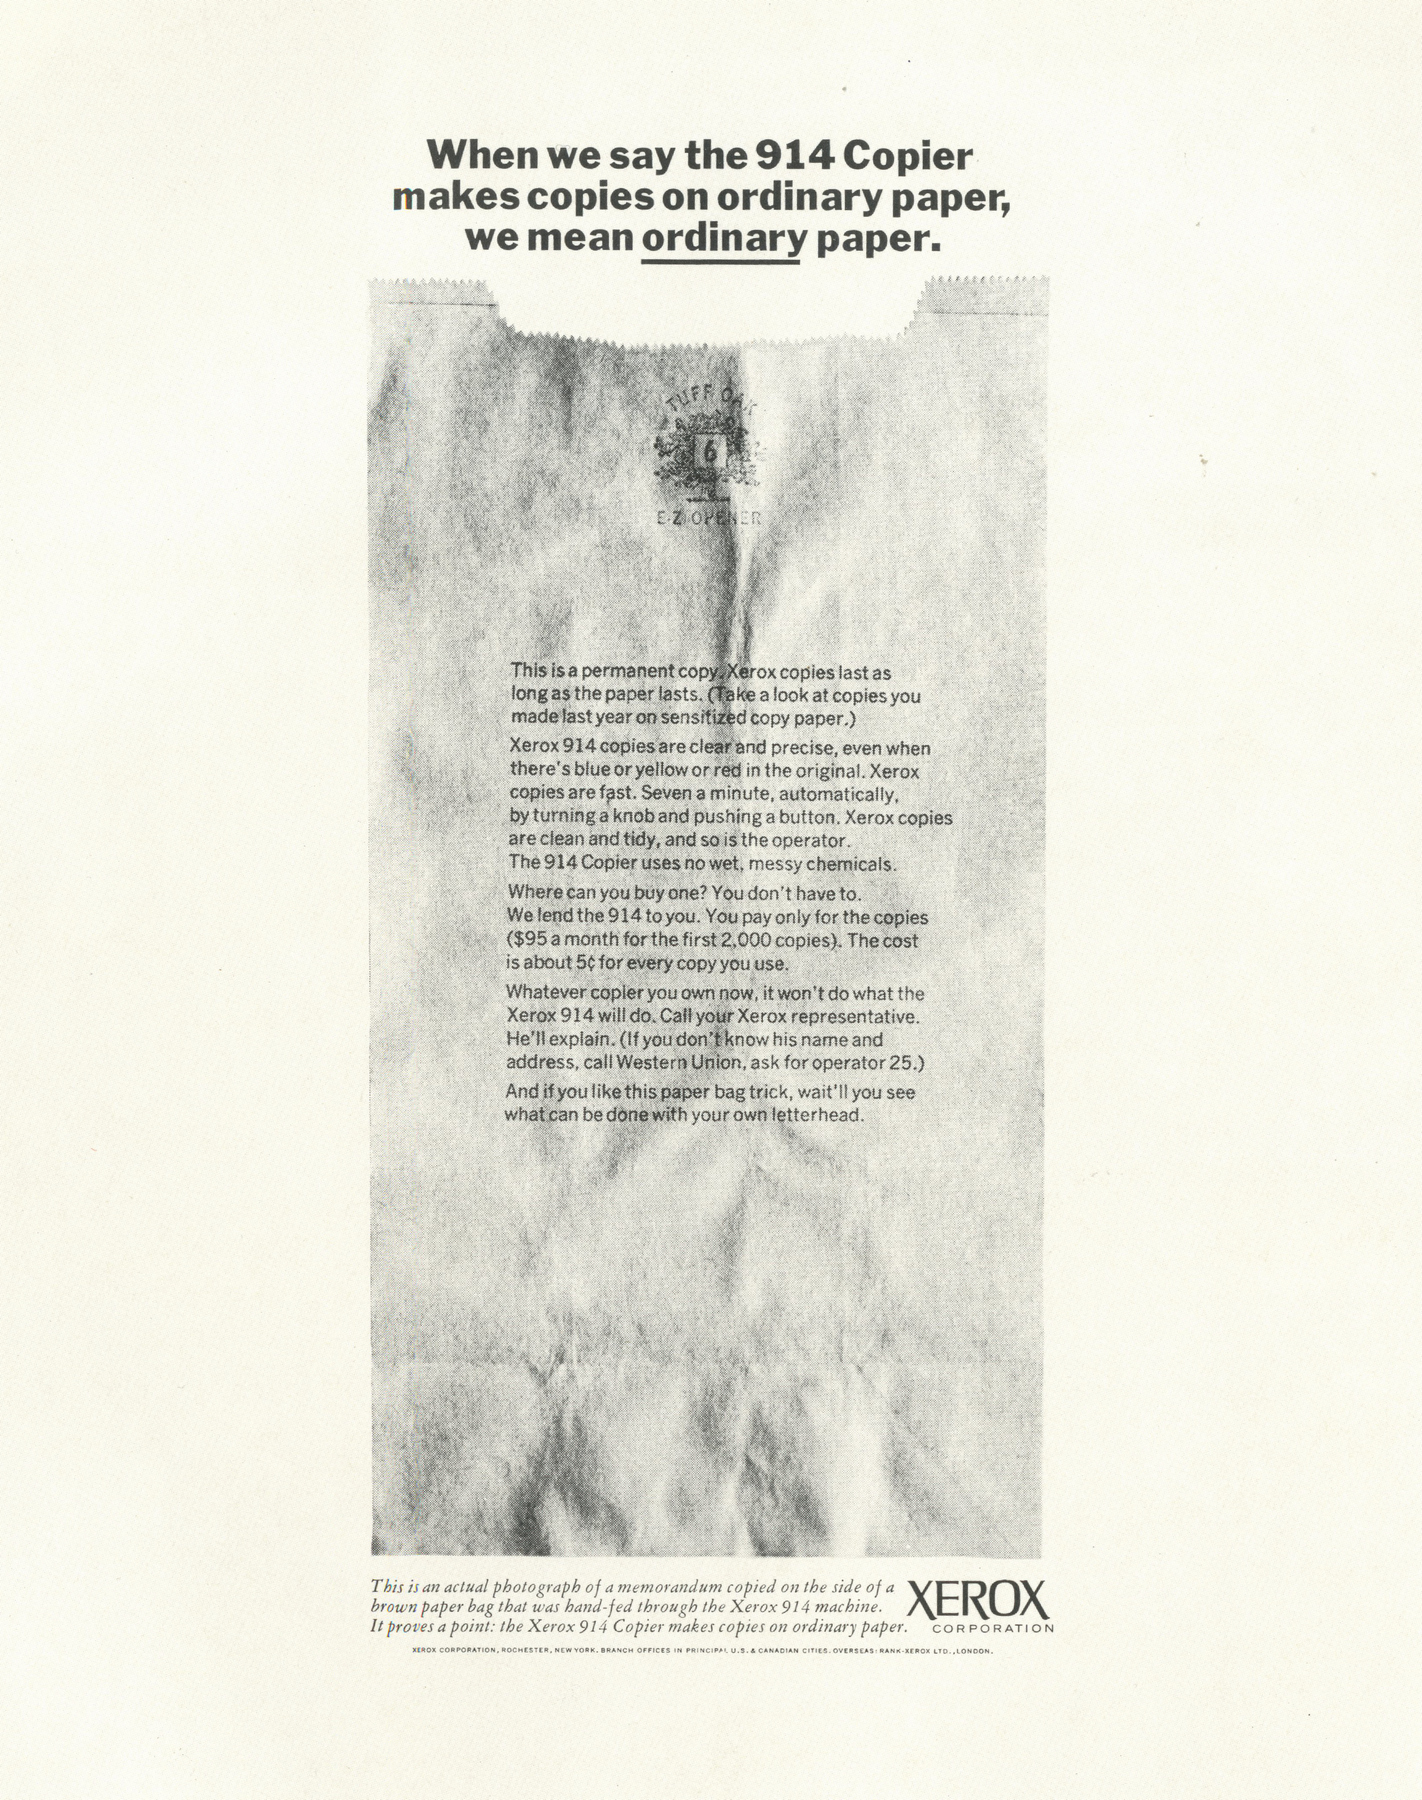 When we say the 914 Copier
makes copies on ordinary paper,
we mean ordinary paper.
TUFF OAK
6
E-Z OPENER
This is a permanent copy. Xerox copies last as
long as the paper lasts. (Take a look at copies you
made last year on sensitized copy paper.)
Xerox 914 copies are clear and precise, even when
there's blue or yellow or red in the original. Xerox
copies are fast. Seven a minute, automatically,
by turning a knob and pushing a button. Xerox copies
are clean and tidy, and so is the operator.
The 914 Copier uses no wet, messy chemicals.
Where can you buy one? You don't have to.
We lend the 914 to you. You pay only for the copies
($95 a month for the first 2,000 copies). The cost
is about 5¢ for every copy you use.
Whatever copier you own now, it won't do what the
Xerox 914 will do. Call your Xerox representative.
He'll explain. (If you don't know his name and
address, call Western Union, ask for operator 25.)
And if you like this paper bag trick, wait'll you see
what can be done with your own letterhead.
This is an actual photograph of a memorandum copied on the side of a
brown paper bag that was hand-fed through the Xerox 914 machine.
It proves a point: the Xerox 914 Copier makes copies on ordinary paper.
XEROX
CORPORATION
XEROX CORPORATION, ROCHESTER, NEW YORK. BRANCH OFFICES IN PRINCIPAL U.S. & CANADIAN CITIES. OVERSEAS: RANK-XEROX LTD., LONDON.